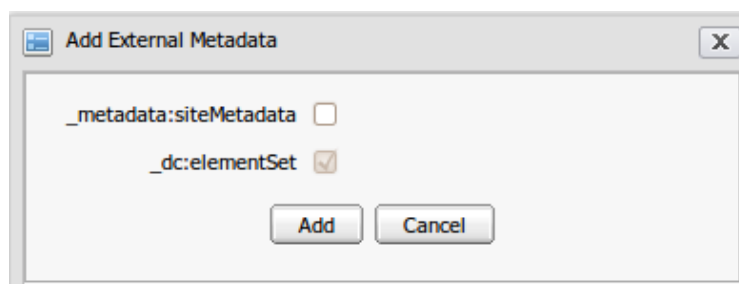 Add External Metadata
_metadata:siteMetadata
_dc:elementSet
Add Cancel